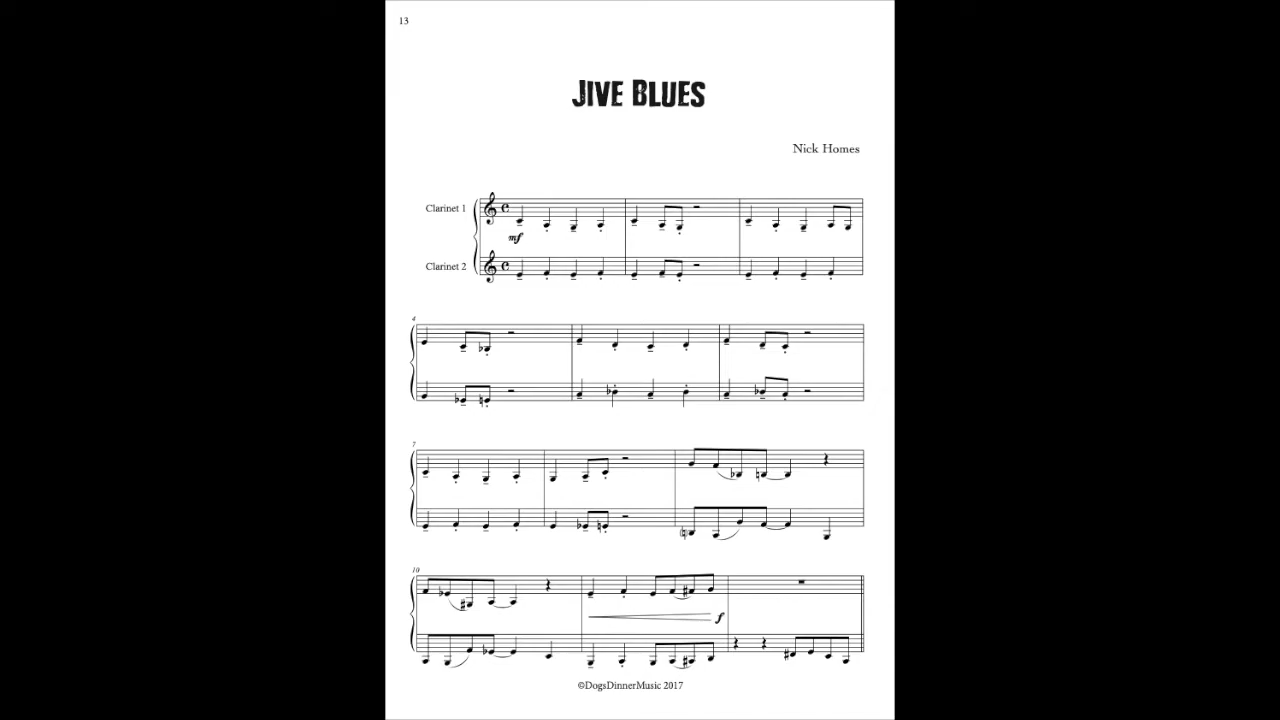 13
JIVE BLUES
Nick Homes
Clarinet 1
mf
Clarinet 2
4
7
10
f
©DogsDinnerMusic 2017